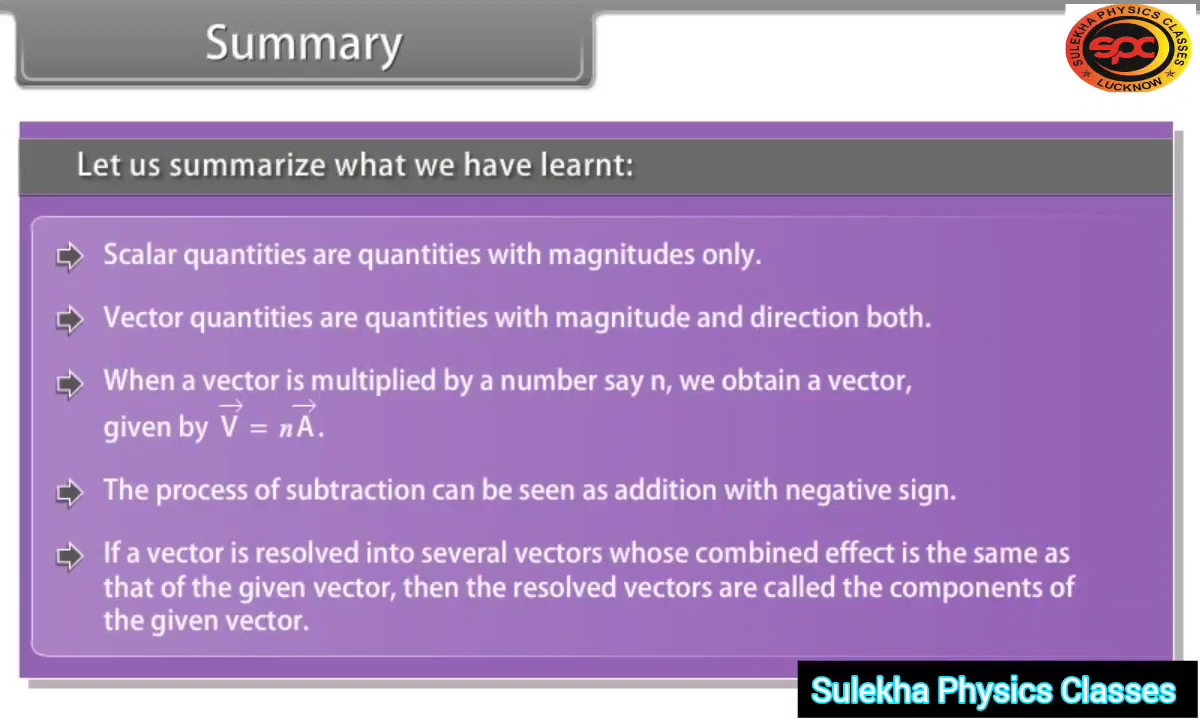 Summary
SULEKHA PHYSICS CLASSES
spc
LUCKNOW
Let us summarize what we have learnt:
Scalar quantities are quantities with magnitudes only.
Vector quantities are quantities with magnitude and direction both.
When a vector is multiplied by a number say n, we obtain a vector,
given by V⃗ = nA⃗.
The process of subtraction can be seen as addition with negative sign.
If a vector is resolved into several vectors whose combined effect is the same as
that of the given vector, then the resolved vectors are called the components of
the given vector.
Sulekha Physics Classes